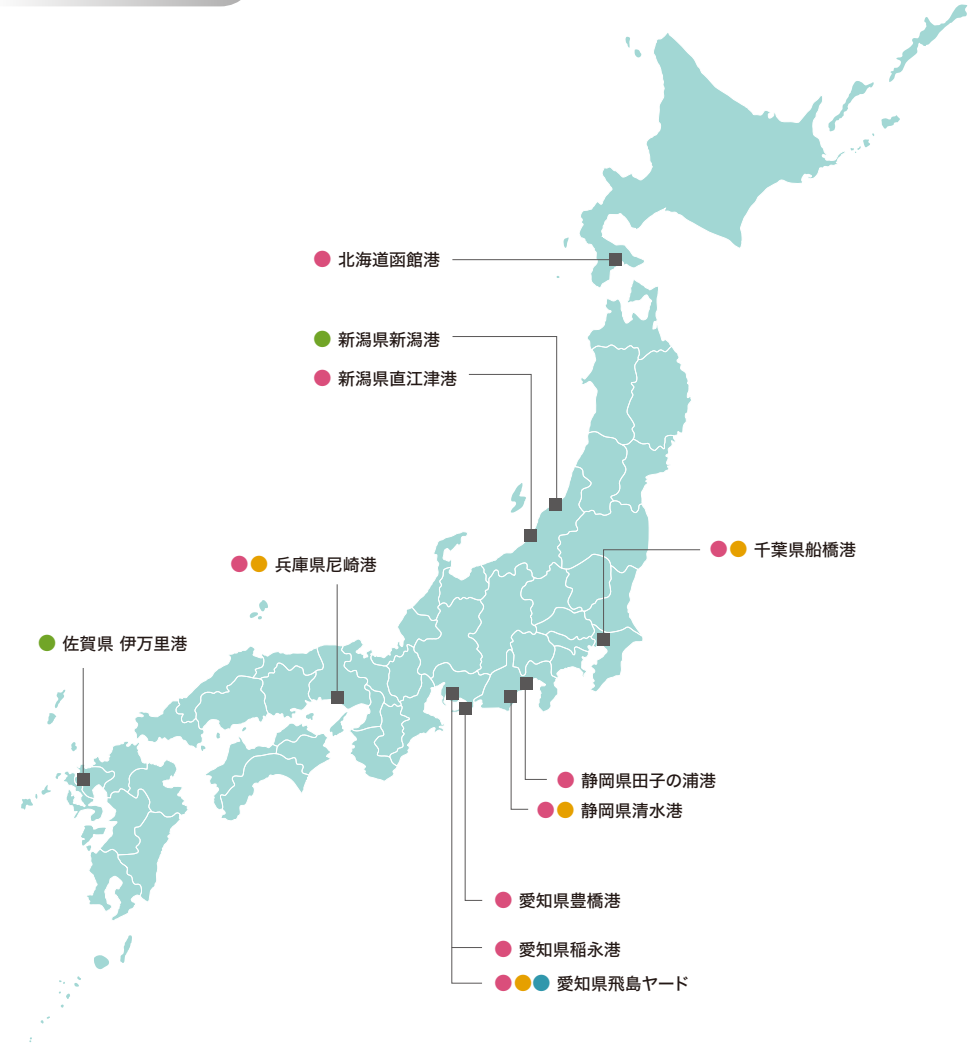 北海道函館港
新潟県新潟港
新潟県直江津港
千葉県船橋港
兵庫県尼崎港
佐賀県 伊万里港
静岡県田子の浦港
静岡県清水港
愛知県豊橋港
愛知県稲永港
愛知県飛島ヤード